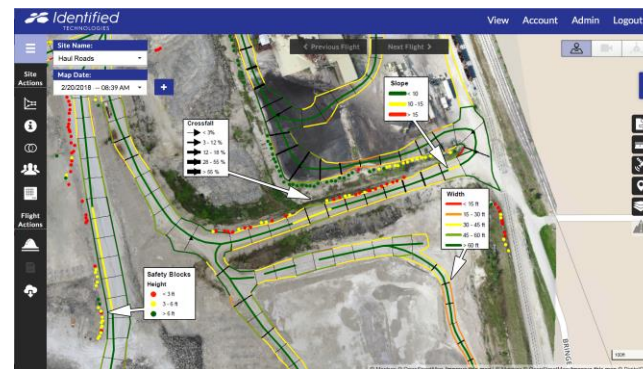 Identified
TECHNOLOGIES
View Account Admin Logout
Site Name:
Haul Roads
Map Date:
2/20/2018 -- 08:39 AM
< Previous Flight Next Flight >
Site
Actions
Flight
Actions
Slope
< 10
10 - 15
> 15
Crossfall
< 3%
3 - 12 %
12 - 18 %
Width
< 15 ft
15 - 30 ft
30 - 45 ft
45 - 60 ft
> 60 ft
Safety Blocks
Height
< 3 ft
3 - 6 ft
> 6 ft